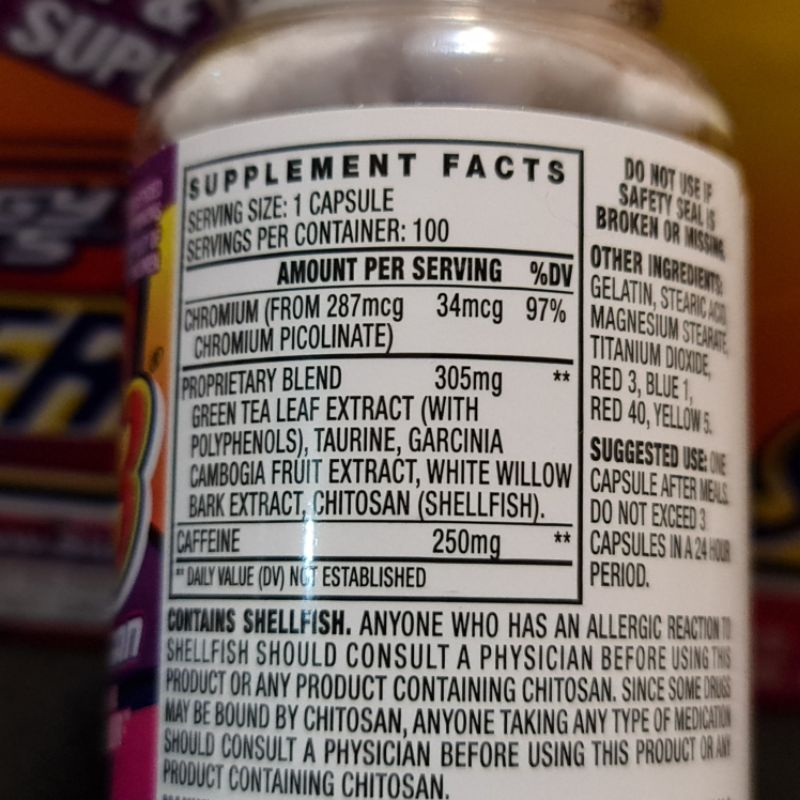 & 
SUPP
SUPPLEMENT FACTS
SERVING SIZE: 1 CAPSULE
SERVINGS PER CONTAINER: 100
AMOUNT PER SERVING %DV
CHROMIUM (FROM 287mcg 34mcg 97%
CHROMIUM PICOLINATE)
PROPRIETARY BLEND 305mg **
GREEN TEA LEAF EXTRACT (WITH
POLYPHENOLS), TAURINE, GARCINIA
CAMBOGIA FRUIT EXTRACT, WHITE WILLOW
BARK EXTRACT, CHITOSAN (SHELLFISH).
CAFFEINE 250mg **
** DAILY VALUE (DV) NOT ESTABLISHED
DO NOT USE IF
SAFETY SEAL IS
BROKEN OR MISSING
OTHER INGREDIENTS:
GELATIN, STEARIC ACID,
MAGNESIUM STEARATE,
TITANIUM DIOXIDE,
RED 3, BLUE 1,
RED 40, YELLOW 5.
SUGGESTED USE: ONE
CAPSULE AFTER MEALS.
DO NOT EXCEED 3
CAPSULES IN A 24 HOUR
PERIOD.
CONTAINS SHELLFISH. ANYONE WHO HAS AN ALLERGIC REACTION TO
SHELLFISH SHOULD CONSULT A PHYSICIAN BEFORE USING THIS
PRODUCT OR ANY PRODUCT CONTAINING CHITOSAN. SINCE SOME DRUGS
MAY BE BOUND BY CHITOSAN, ANYONE TAKING ANY TYPE OF MEDICATION
SHOULD CONSULT A PHYSICIAN BEFORE USING THIS PRODUCT OR ANY
PRODUCT CONTAINING CHITOSAN.